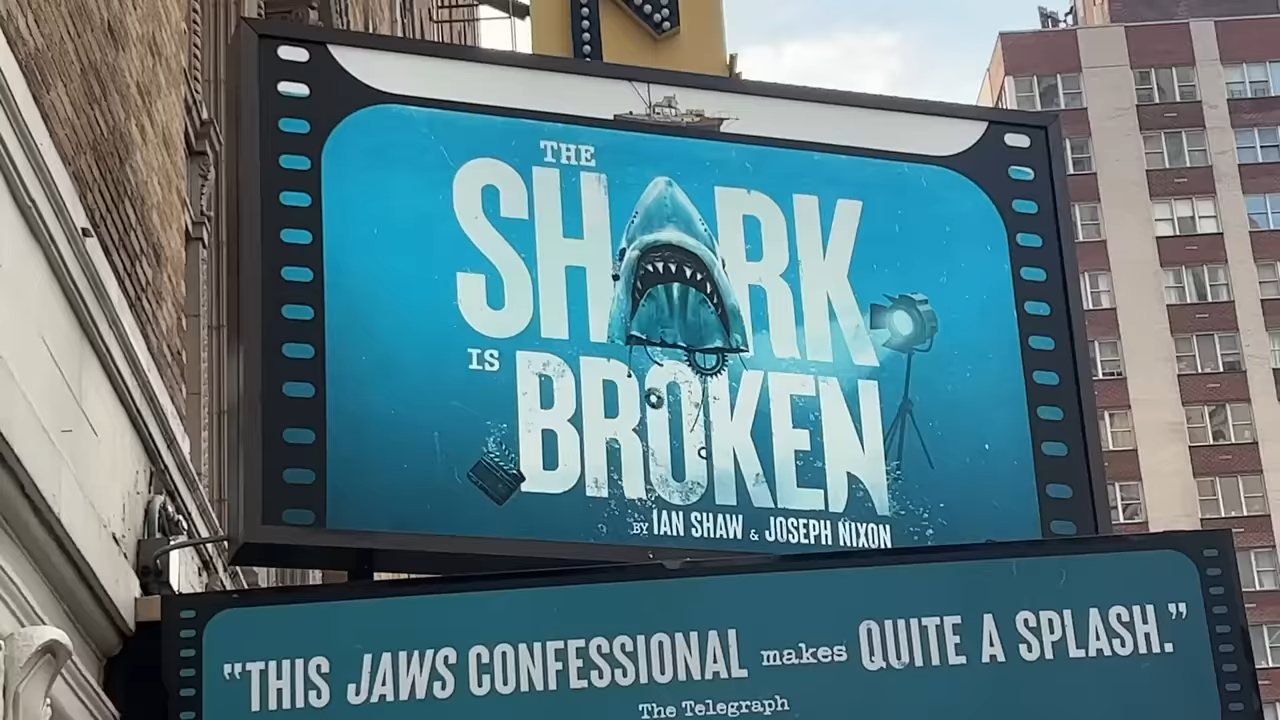 THE
SHARK
IS
BROKEN
BY IAN SHAW & JOSEPH NIXON
"THIS JAWS CONFESSIONAL makes QUITE A SPLASH."
The Telegraph